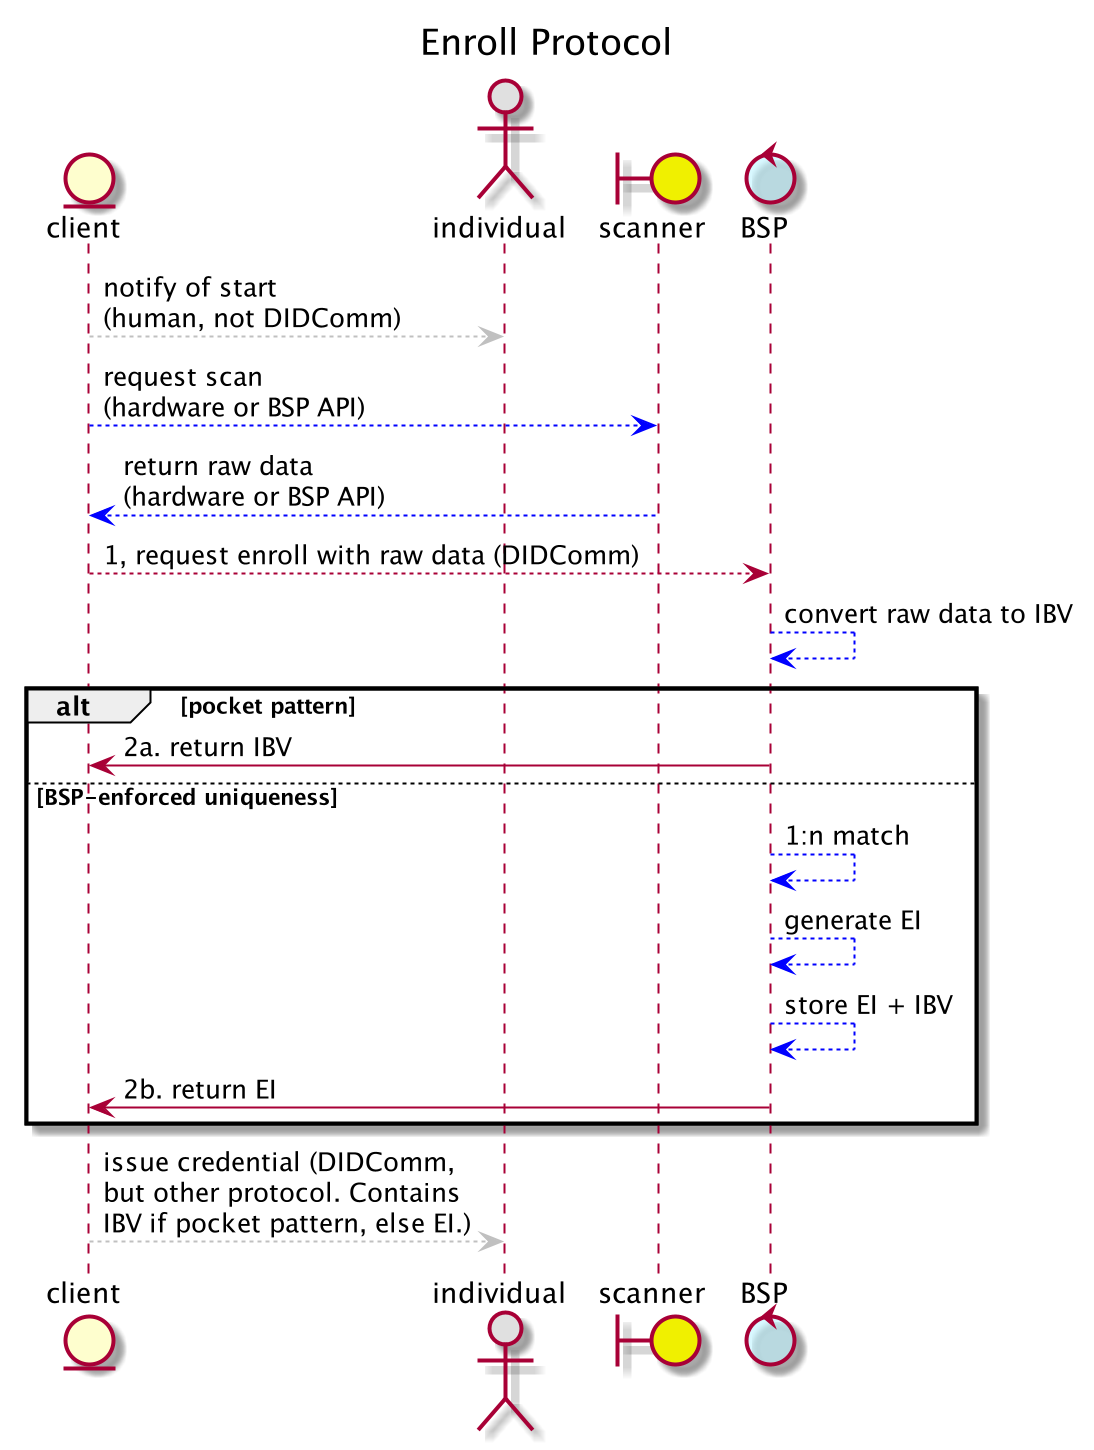 Enroll Protocol
client
individual
scanner
BSP
notify of start
(human, not DIDComm)
request scan
(hardware or BSP API)
return raw data
(hardware or BSP API)
1, request enroll with raw data (DIDComm)
convert raw data to IBV
alt
[pocket pattern]
2a. return IBV
[BSP-enforced uniqueness]
1:n match
generate EI
store EI + IBV
2b. return EI
issue credential (DIDComm,
but other protocol. Contains
IBV if pocket pattern, else EI.)
client
individual
scanner
BSP